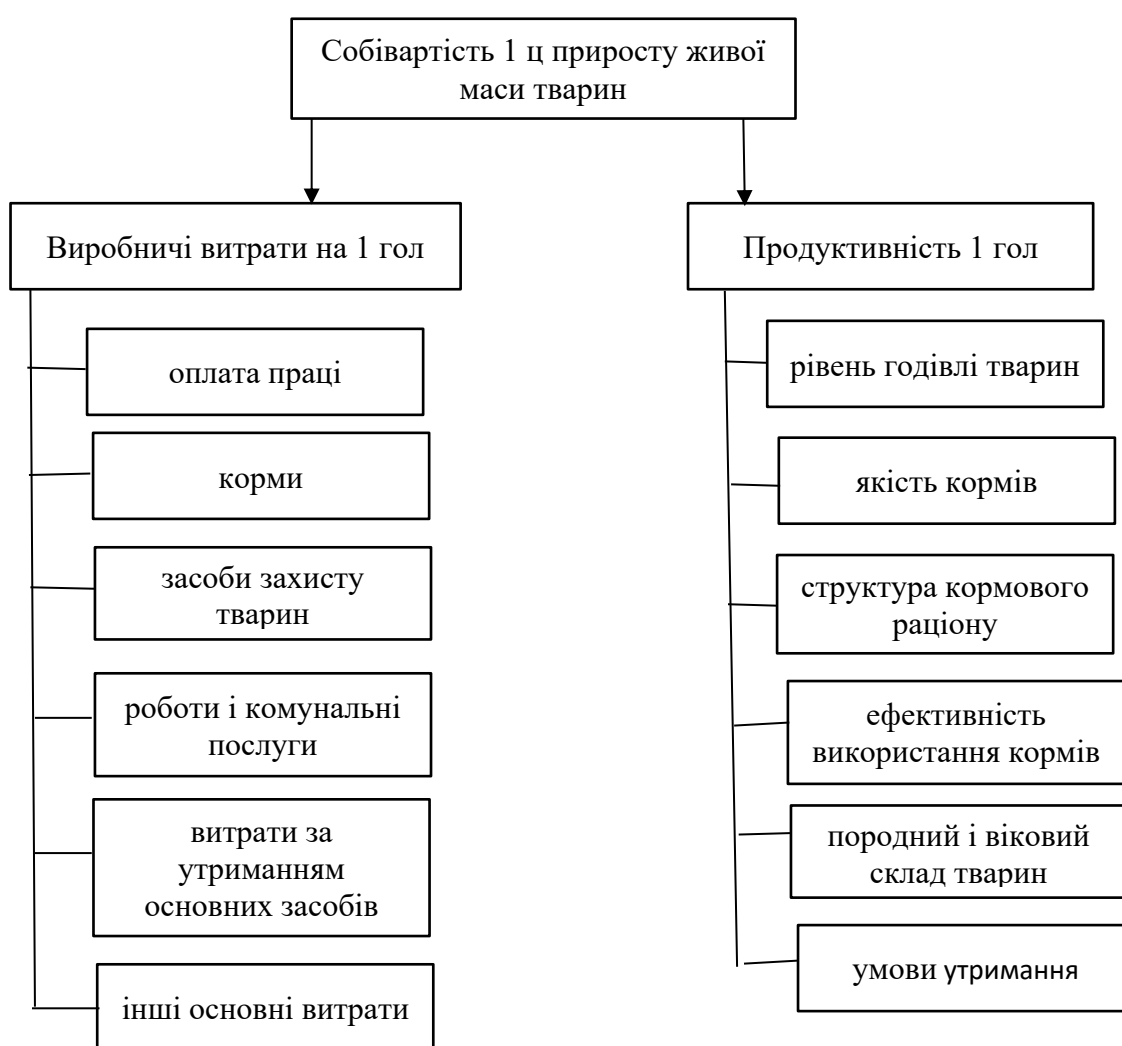 Собівартість 1 ц приросту живої
маси тварин
Виробничі витрати на 1 гол
оплата праці
корми
засоби захисту
тварин
роботи і комунальні
послуги
витрати за
утриманням
основних засобів
інші основні витрати
Продуктивність 1 гол
рівень годівлі тварин
якість кормів
структура кормового
раціону
ефективність
використання кормів
породний і віковий
склад тварин
умови утримання